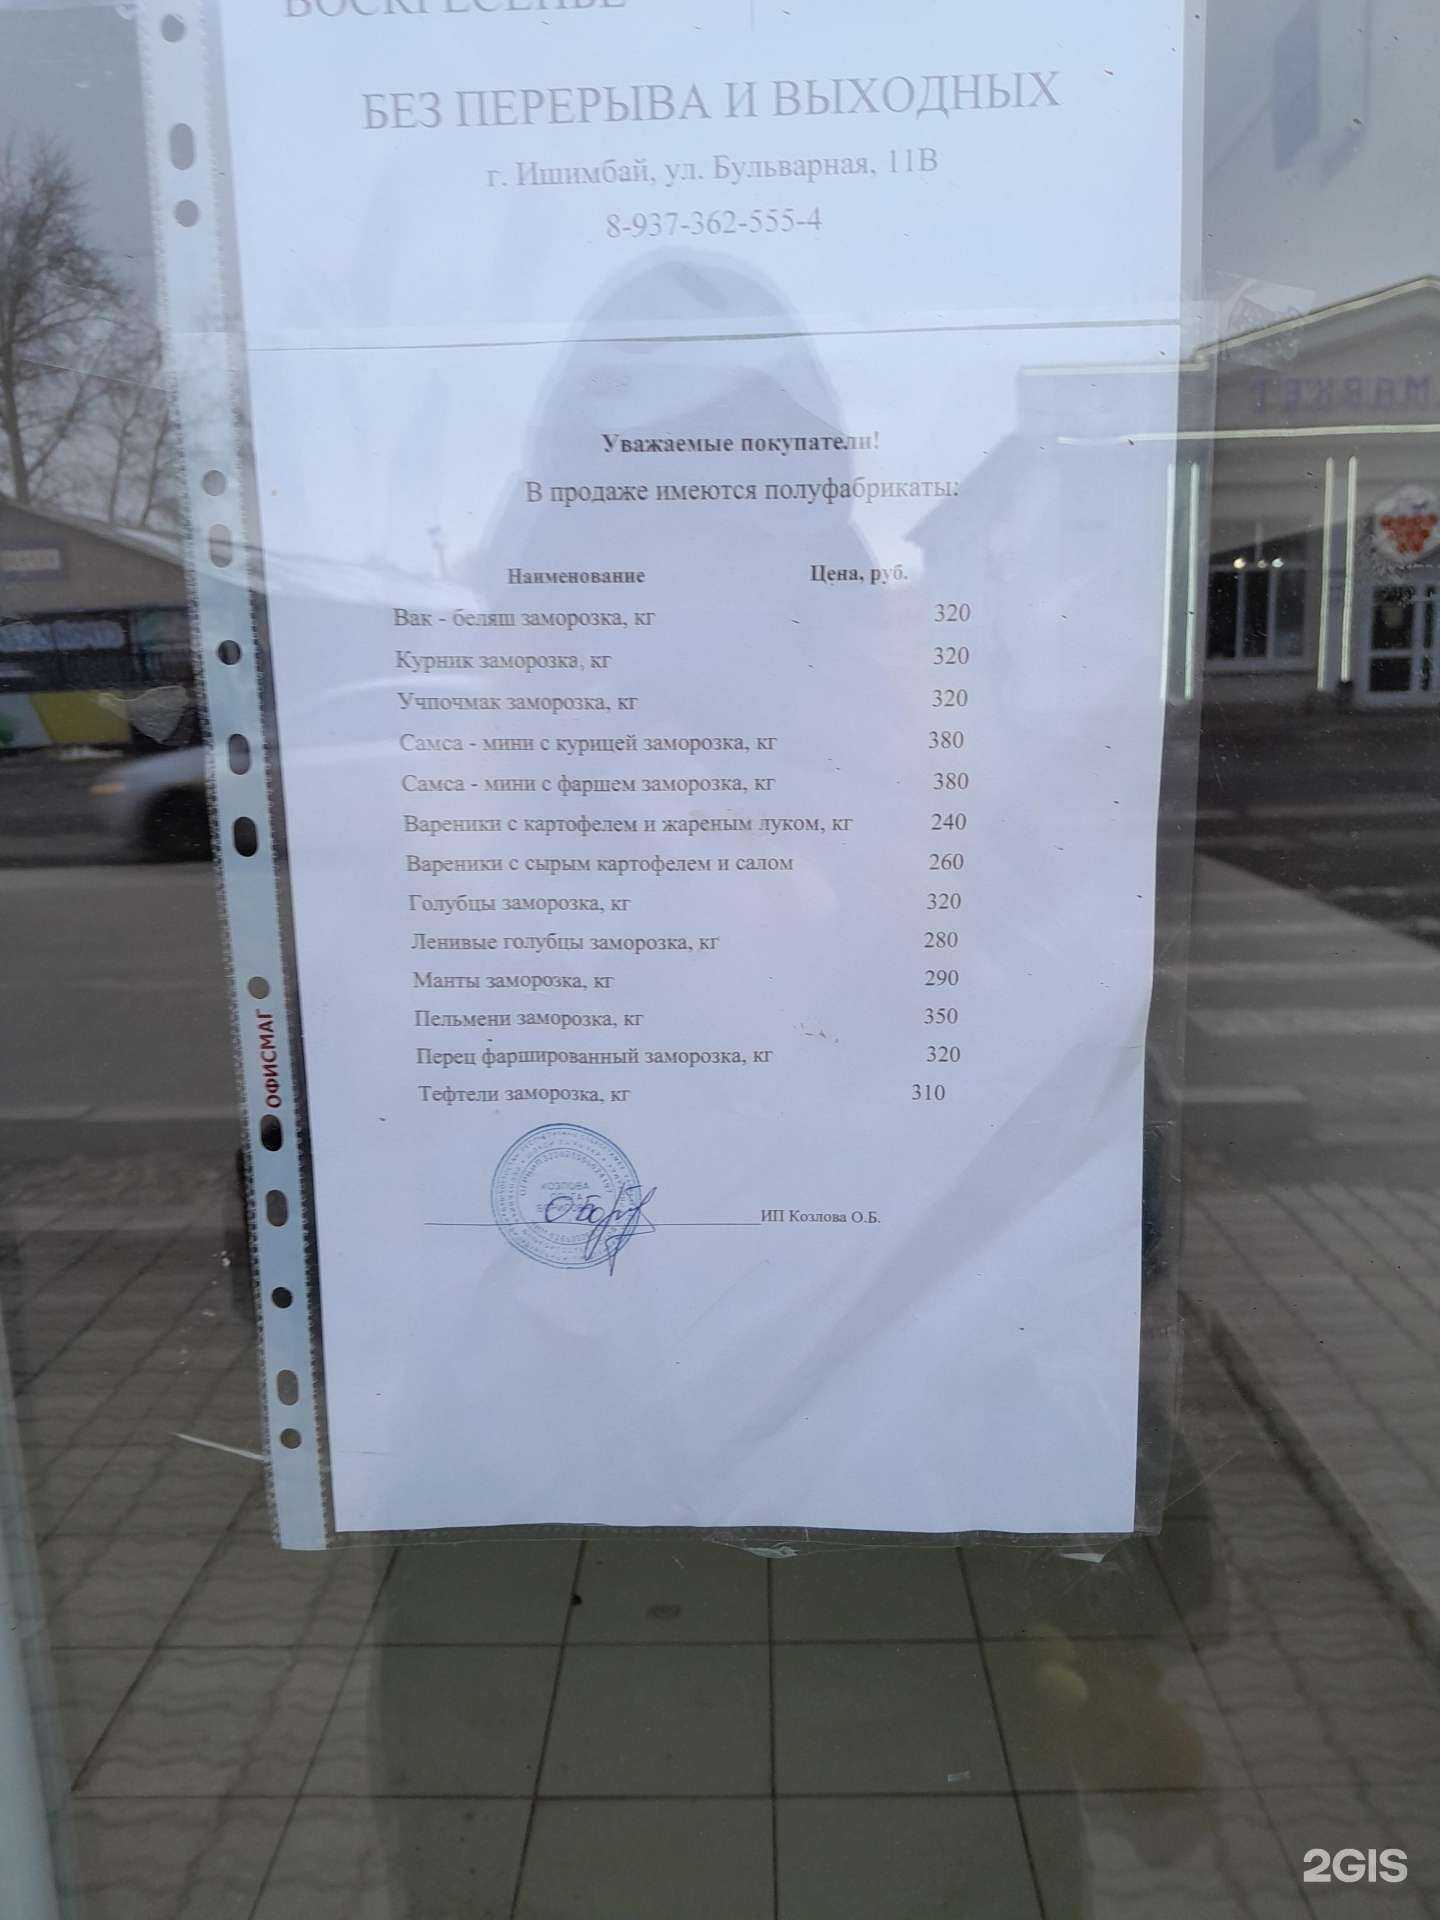 ВОСКРЕСЕНЬЕ
БЕЗ ПЕРЕРЫВА И ВЫХОДНЫХ
г. Ишимбай, ул. Бульварная, 11В
8-937-362-555-4
Уважаемые покупатели!
В продаже имеются полуфабрикаты:
Наименование Цена, руб.
Вак - беляш заморозка, кг 320
Курник заморозка, кг 320
Учпочмак заморозка, кг 320
Самса - мини с курицей заморозка, кг 380
Самса - мини с фаршем заморозка, кг 380
Вареники с картофелем и жареным луком, кг 240
Вареники с сырым картофелем и салом 260
Голубцы заморозка, кг 320
Ленивые голубцы заморозка, кг 280
Манты заморозка, кг 290
Пельмени заморозка, кг 350
Перец фаршированный заморозка, кг 320
Тефтели заморозка, кг 310
КОЗЛОВА
ИП Козлова О.Б.
ОФИСМАГ
МАРКЕТ
2GIS